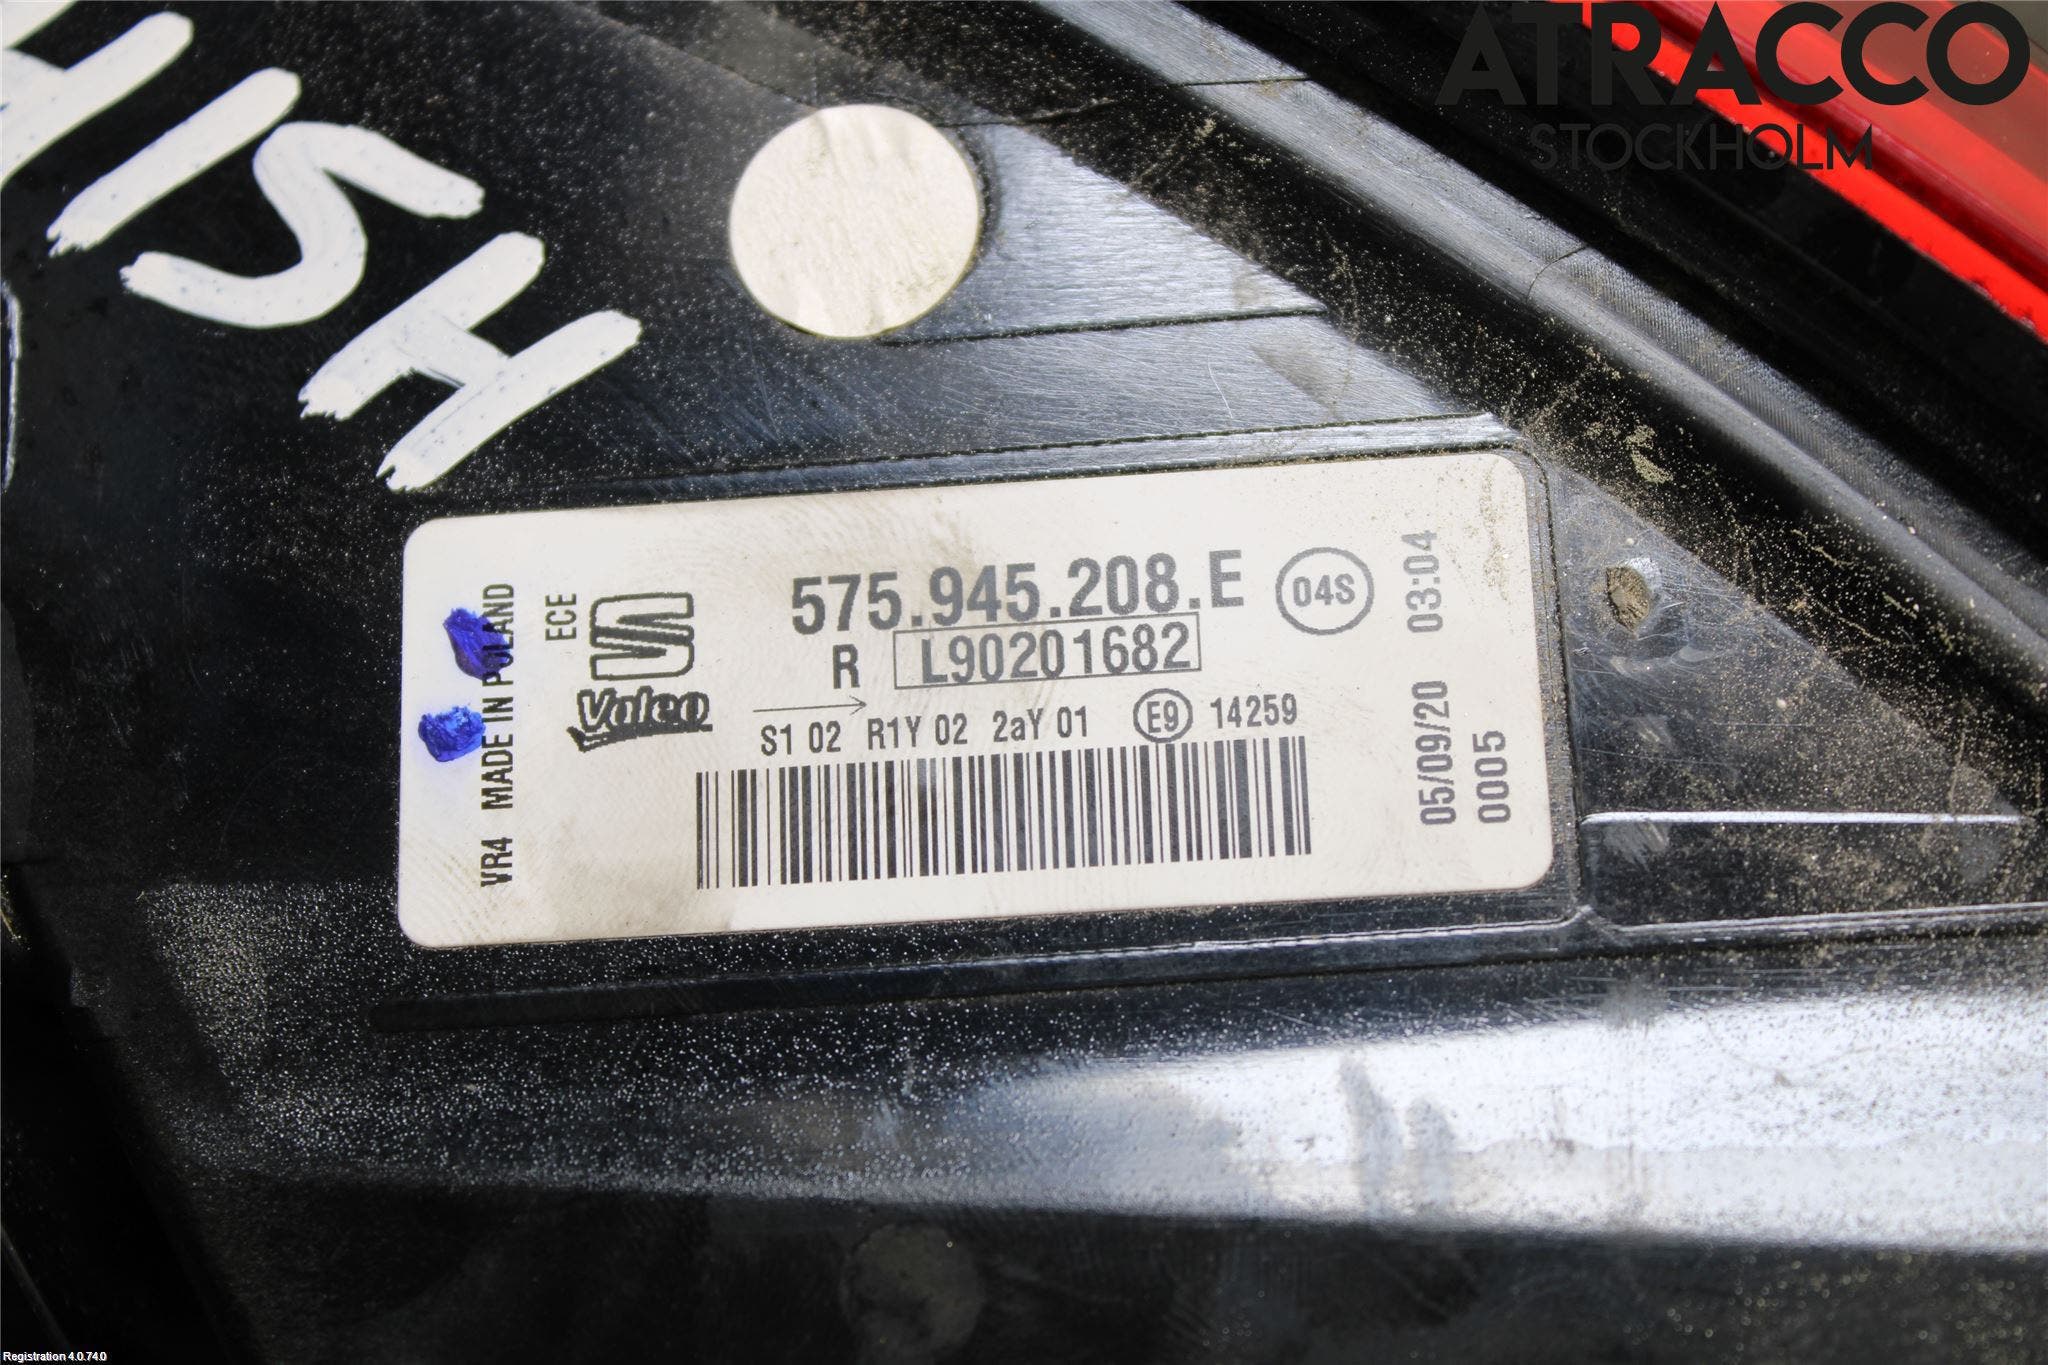 ATRACCO
STOCKHOLM
HISH
575.945.208.E
04S
R L90201682
S1 02 R1Y 02 2aY 01 E9 14259
Valeo
ECE
VR4 MADE IN POLAND
05/09/20 03:04
0005
Registration 4.0.74.0